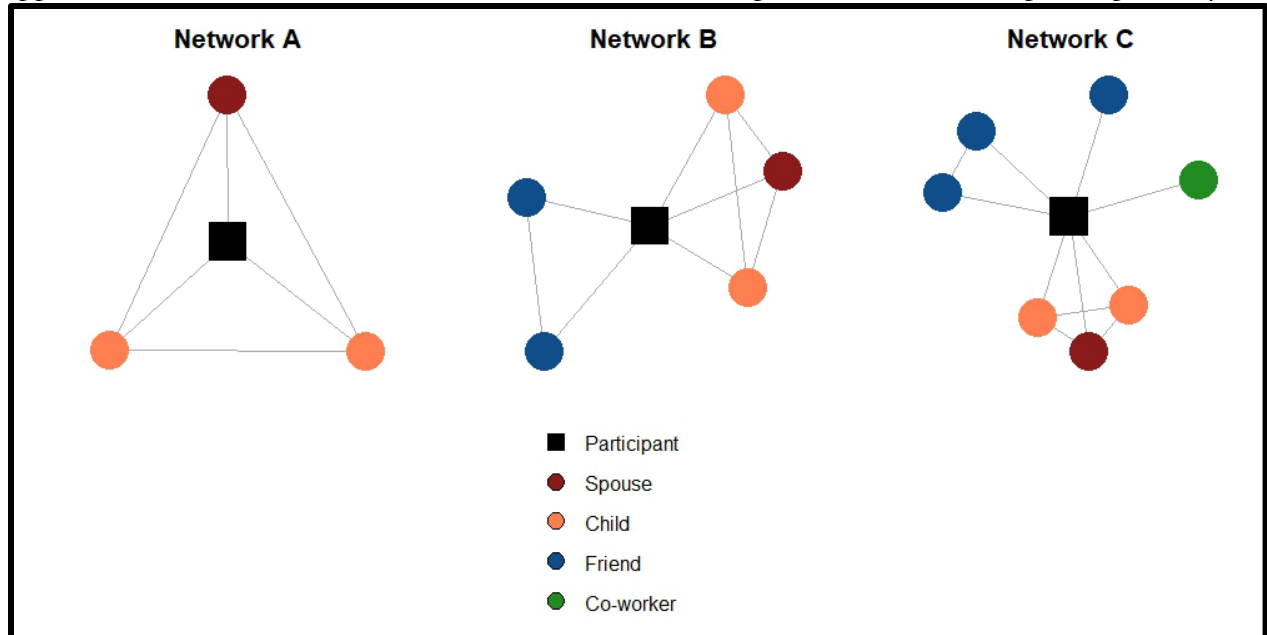 Network A Network B Network C
Participant
Spouse
Child
Friend
Co-worker